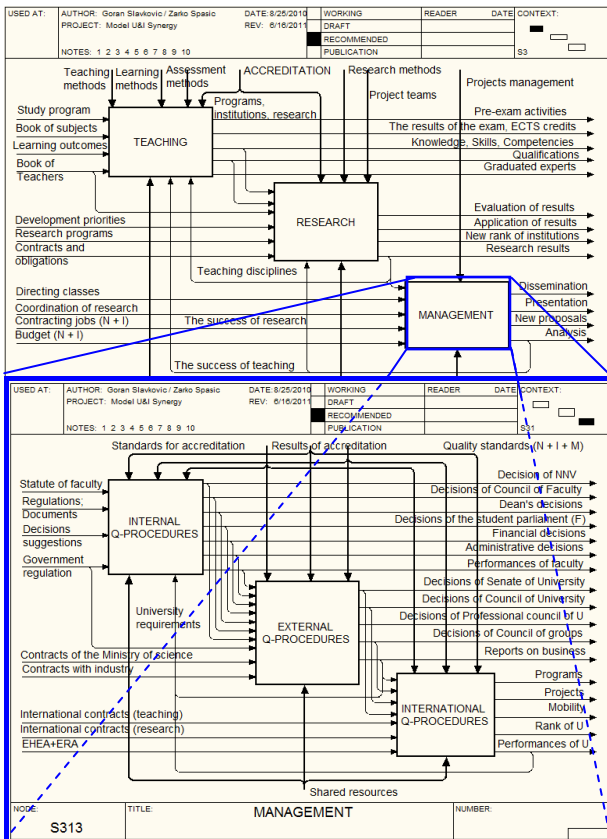 USED AT: AUTHOR: Goran Slavkovic / Zarko Spasic DATE: 8/25/2010 WORKING READER DATE CONTEXT:
PROJECT: Model U&I Synergy REV: 6/16/2011 DRAFT
RECOMMENDED
NOTES: 1 2 3 4 5 6 7 8 9 10 PUBLICATION S3
Teaching methods
Learning methods
Assessment methods
ACCREDITATION
Research methods
Projects management
Programs, institutions, research
Project teams
Study program
Book of subjects
Learning outcomes
Book of Teachers
TEACHING
Pre-exam activities
The results of the exam, ECTS credits
Knowledge, Skills, Competencies
Qualifications
Graduated experts
Development priorities
Research programs
Contracts and obligations
RESEARCH
Evaluation of results
Application of results
New rank of institutions
Research results
Teaching disciplines
Directing classes
Coordination of research
Contracting jobs (N + I)
Budget (N + I)
The success of research
The success of teaching
MANAGEMENT
Dissemination
Presentation
New proposals
Analysis
USED AT: AUTHOR: Goran Slavkovic / Zarko Spasic DATE: 8/25/2010 WORKING READER DATE CONTEXT:
PROJECT: Model U&I Synergy REV: 6/16/2011 DRAFT
RECOMMENDED
NOTES: 1 2 3 4 5 6 7 8 9 10 PUBLICATION S31
Standards for accreditation
Results of accreditation
Quality standards (N + I + M)
Statute of faculty
Regulations; Documents
Decisions suggestions
Government regulation
INTERNAL Q-PROCEDURES
Decision of NNV
Decisions of Council of Faculty
Dean's decisions
Decisions of the student parliament (F)
Financial decisions
Administrative decisions
Performances of faculty
University requirements
Contracts of the Ministry of science
Contracts with industry
EXTERNAL Q-PROCEDURES
Decisions of Senate of University
Decisions of Council of University
Decisions of Professional council of U
Decisions of Council of groups
Reports on business
International contracts (teaching)
International contracts (research)
EHEA+ERA
INTERNATIONAL Q-PROCEDURES
Programs
Projects
Mobility
Rank of U
Performances of U
Shared resources
NODE: S313 TITLE: MANAGEMENT NUMBER: